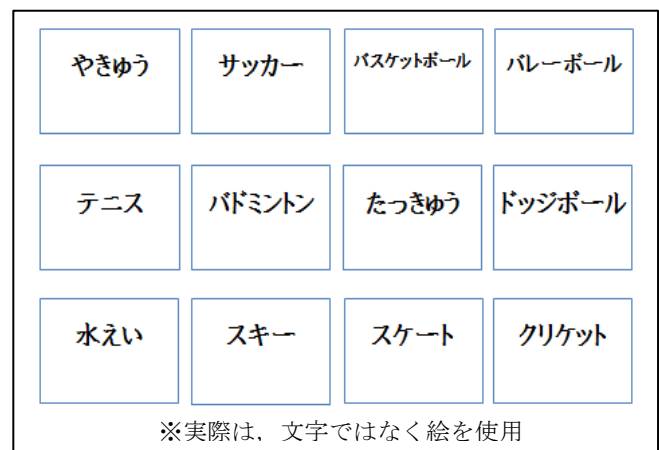 やきゅう サッカー バスケットボール バレーボール
テニス バドミントン たっきゅう ドッジボール
水えい スキー スケート クリケット
※実際は，文字ではなく絵を使用